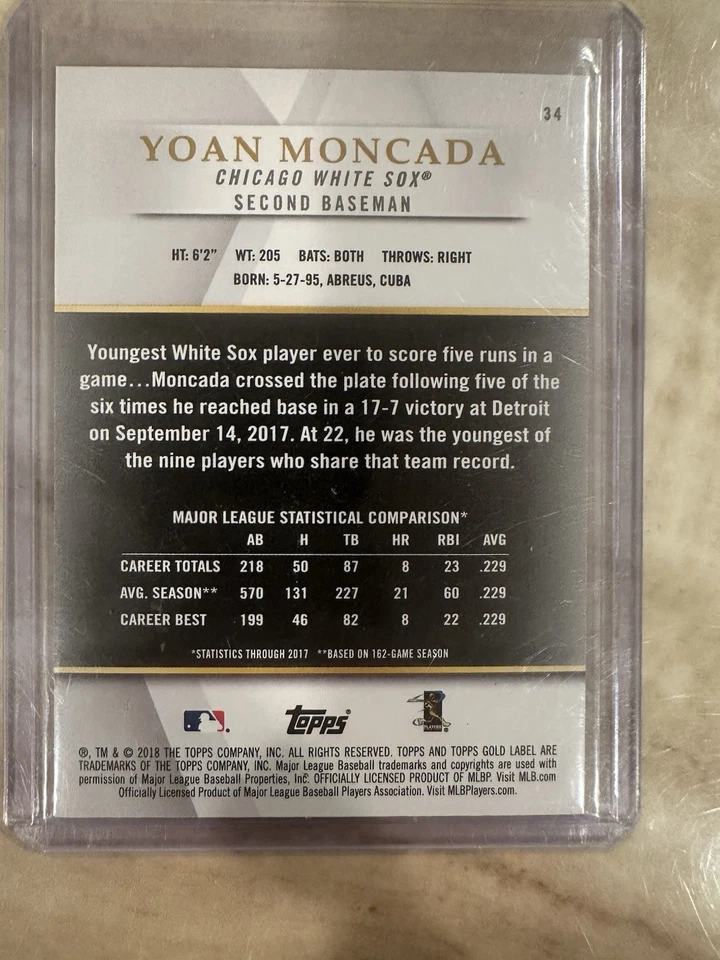 34
YOAN MONCADA
CHICAGO WHITE SOX®
SECOND BASEMAN
HT: 6'2" WT: 205 BATS: BOTH THROWS: RIGHT
BORN: 5-27-95, ABREUS, CUBA
Youngest White Sox player ever to score five runs in a
game...Moncada crossed the plate following five of the
six times he reached base in a 17-7 victory at Detroit
on September 14, 2017. At 22, he was the youngest of
the nine players who share that team record.
MAJOR LEAGUE STATISTICAL COMPARISON*
AB H TB HR RBI AVG
CAREER TOTALS 218 50 87 8 23 .229
AVG. SEASON** 570 131 227 21 60 .229
CAREER BEST 199 46 82 8 22 .229
*STATISTICS THROUGH 2017 **BASED ON 162-GAME SEASON
Topps®
PLAYERS
®, TM & © 2018 THE TOPPS COMPANY, INC. ALL RIGHTS RESERVED. TOPPS AND TOPPS GOLD LABEL ARE
TRADEMARKS OF THE TOPPS COMPANY, INC. Major League Baseball trademarks and copyrights are used with
permission of Major League Baseball Properties, Inc. OFFICIALLY LICENSED PRODUCT OF MLBP. Visit MLB.com
Officially Licensed Product of Major League Baseball Players Association. Visit MLBPlayers.com.